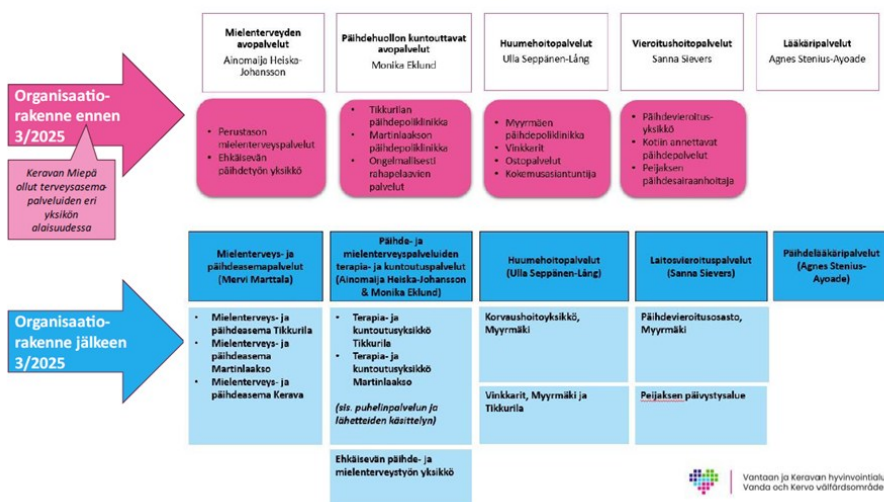 Mielenterveyden
avopalvelut
Ainomaija Heiska-
Johansson
Päihdehuollon kuntouttavat
avopalvelut
Monika Eklund
Huumehoitopalvelut
Ulla Seppänen-Lång
Vieroitushoitopalvelut
Sanna Sievers
Lääkäripalvelut
Agnes Stenius-Ayoade
Organisaatio-
rakenne ennen
3/2025
Keravan Miepä
ollut terveysasema-
palveluiden eri
yksikön
alaisuudessa
• Perustason
mielenterveyspalvelut
• Ehkäisevän
päihdetyön yksikkö
• Tikkurilan
päihdepoliklinikka
• Martinlaakson
päihdepoliklinikka
• Ongelmallisesti
rahapelaavien
palvelut
• Myyrmäen
päihdepoliklinikka
• Vinkkarit
• Ostopalvelut
• Kokemusasiantuntija
• Päihdevieroitus-
yksikkö
• Kotiin annettavat
päihdepalvelut
• Peijaksen
päihdesairaanhoitaja
Organisaatio-
rakenne jälkeen
3/2025
Mielenterveys- ja
päihdeasemapalvelut
(Mervi Marttala)
Päihde- ja
mielenterveyspalveluiden
terapia- ja kuntoutuspalvelut
(Ainomaija Heiska-Johansson
& Monika Eklund)
Huumehoitopalvelut
(Ulla Seppänen-Lång)
Laitosvieroituspalvelut
(Sanna Sievers)
Päihdelääkäripalvelut
(Agnes Stenius-
Ayoade)
• Mielenterveys- ja
päihdeasema Tikkurila
• Mielenterveys- ja
päihdeasema
Martinlaakso
• Mielenterveys- ja
päihdeasema Kerava
• Terapia- ja
kuntoutusyksikkö
Tikkurila
• Terapia- ja
kuntoutusyksikkö
Martinlaakso
(sis. puhelinpalvelun ja
lähetteiden käsittelyn)
Ehkäisevän päihde- ja
mielenterveystyön yksikkö
Korvaushoitoyksikkö,
Myyrmäki
Vinkkarit, Myyrmäki ja
Tikkurila
Päihdevieroitusosasto,
Myyrmäki
Peijaksen päivystysalue
Vantaan ja Keravan hyvinvointialu
Vanda och Kervo välfärdsområde